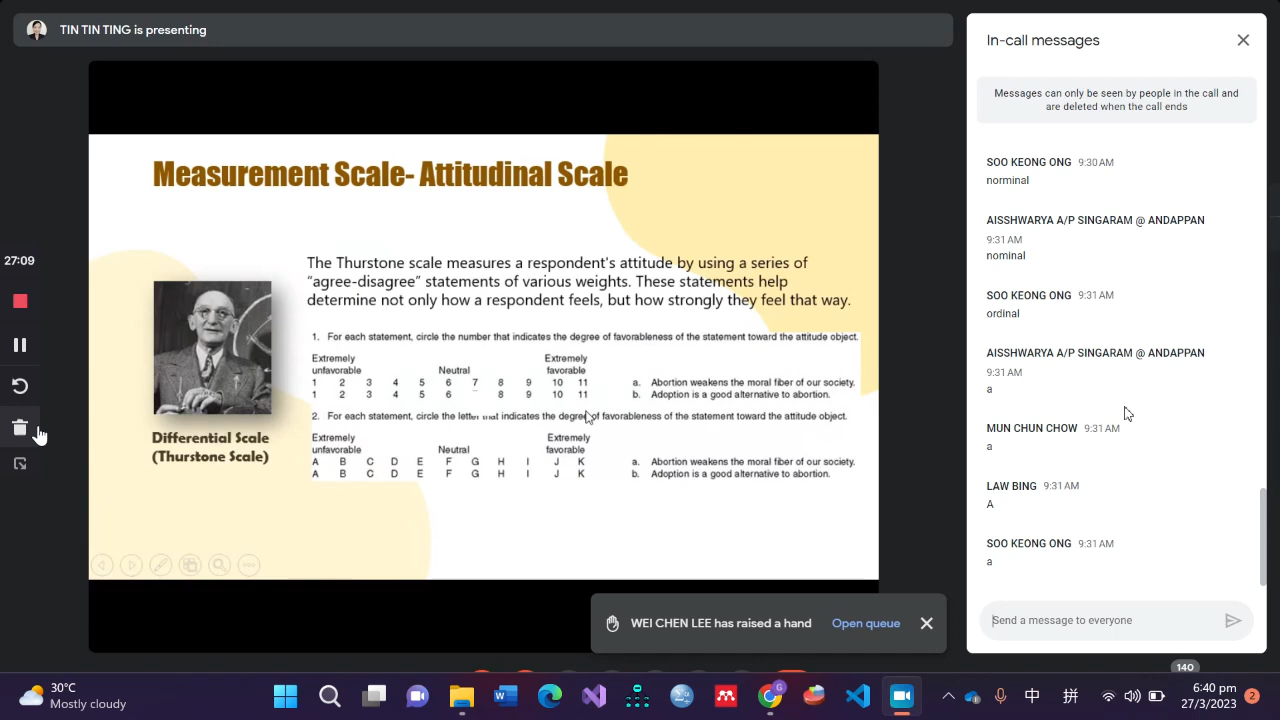 TIN TIN TING is presenting
In-call messages
Messages can only be seen by people in the call and
are deleted when the call ends
SOO KEONG ONG 9:30 AM
norminal
AISSHWARYA A/P SINGARAM @ ANDAPPAN
9:31 AM
nominal
SOO KEONG ONG 9:31 AM
ordinal
AISSHWARYA A/P SINGARAM @ ANDAPPAN
9:31 AM
a
MUN CHUN CHOW 9:31 AM
a
LAW BING 9:31 AM
A
SOO KEONG ONG 9:31 AM
a
Send a message to everyone
27:09
Measurement Scale- Attitudinal Scale
The Thurstone scale measures a respondent's attitude by using a series of
“agree-disagree” statements of various weights. These statements help
determine not only how a respondent feels, but how strongly they feel that way.
1. For each statement, circle the number that indicates the degree of favorableness of the statement toward the attitude object.
Extremely Extremely
unfavorable Neutral favorable
1 2 3 4 5 6 7 8 9 10 11 a. Abortion weakens the moral fiber of our society.
1 2 3 4 5 6 8 9 10 11 b. Adoption is a good alternative to abortion.
2. For each statement, circle the letter that indicates the degree of favorableness of the statement toward the attitude object.
Extremely Extremely
unfavorable Neutral favorable
A B C D E F G H I J K a. Abortion weakens the moral fiber of our society.
A B C D E F G H I J K b. Adoption is a good alternative to abortion.
Differential Scale
(Thurstone Scale)
WEI CHEN LEE has raised a hand Open queue
140
30°C
Mostly cloudy
中 拼
6:40 pm
27/3/2023
2